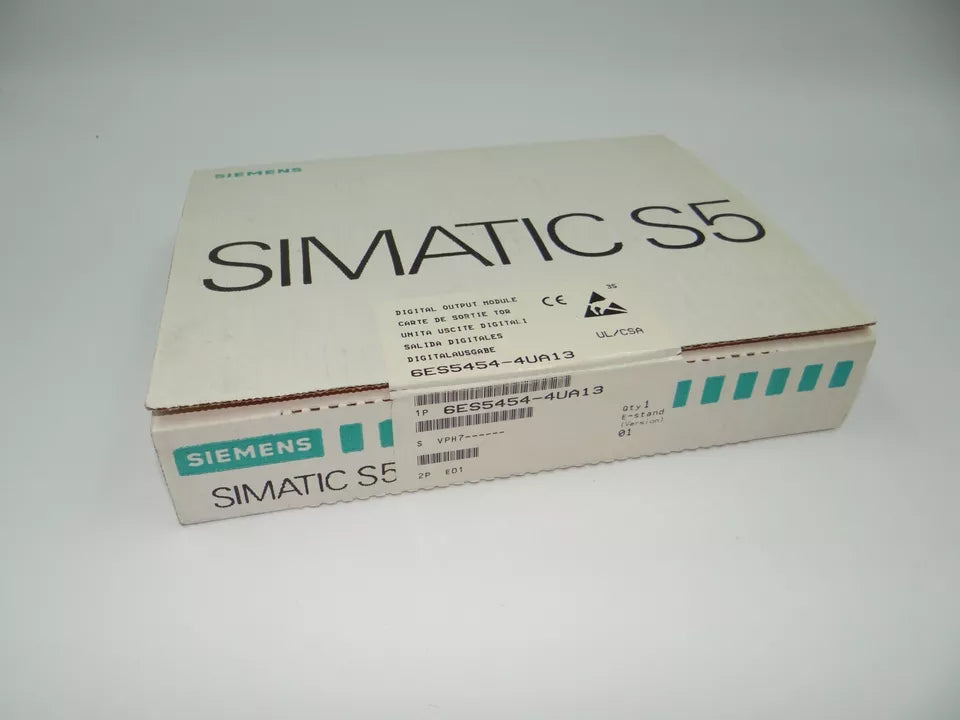 SIEMENS
SIMATIC S5
DIGITAL OUTPUT MODULE
CARTE DE SORTIE TOR
UNITA USCITE DIGITALI
SALIDA DIGITALES
DIGITALAUSGABE
6ES5454-4UA13
CE
3S
UL/CSA
1P 6ES5454-4UA13
S VPH7------
2P E01
Qty 1
E-stand
(Version)
01
SIEMENS
SIMATIC S5